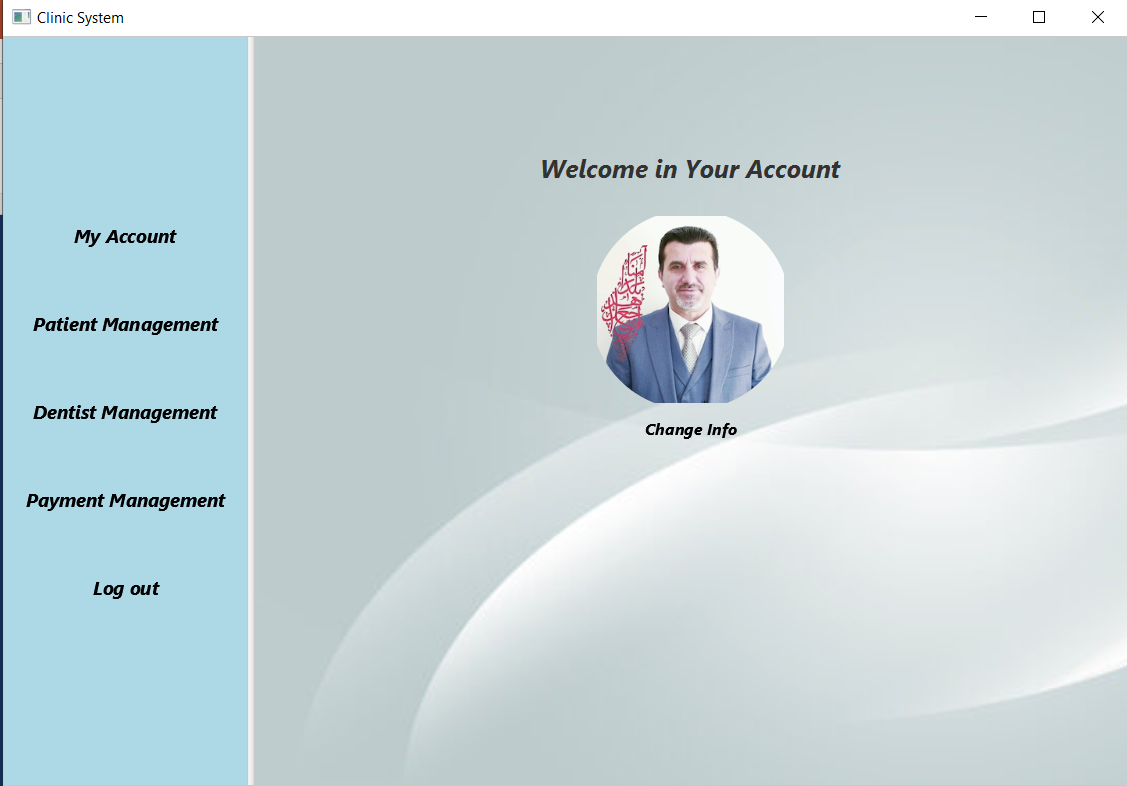 Clinic System
My Account
Patient Management
Dentist Management
Payment Management
Log out
Welcome in Your Account
Change Info